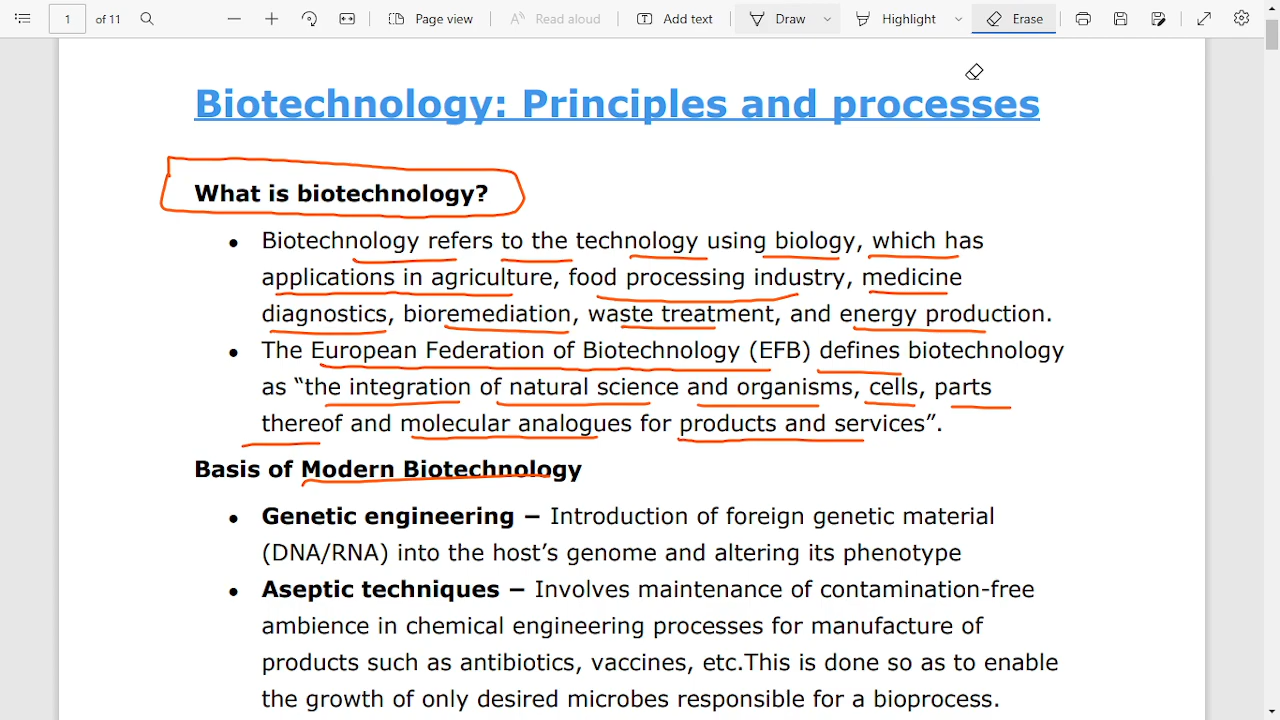 1 of 11 Page view Read aloud Add text Draw Highlight Erase
Biotechnology: Principles and processes
What is biotechnology?
• Biotechnology refers to the technology using biology, which has
applications in agriculture, food processing industry, medicine
diagnostics, bioremediation, waste treatment, and energy production.
• The European Federation of Biotechnology (EFB) defines biotechnology
as “the integration of natural science and organisms, cells, parts
thereof and molecular analogues for products and services”.
Basis of Modern Biotechnology
• Genetic engineering − Introduction of foreign genetic material
(DNA/RNA) into the host’s genome and altering its phenotype
• Aseptic techniques − Involves maintenance of contamination-free
ambience in chemical engineering processes for manufacture of
products such as antibiotics, vaccines, etc.This is done so as to enable
the growth of only desired microbes responsible for a bioprocess.